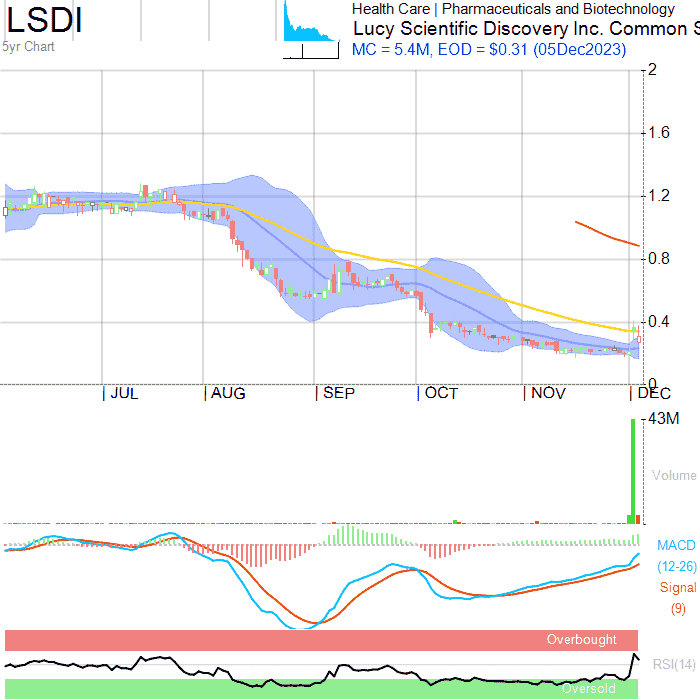 LSDI
5yr Chart
Health Care | Pharmaceuticals and Biotechnology
Lucy Scientific Discovery Inc. Common S
MC = 5.4M, EOD = $0.31 (05Dec2023)
2
1.6
1.2
0.8
0.4
0
JUL AUG SEP OCT NOV DEC
43M
Volume
MACD
(12-26)
Signal
(9)
Overbought
RSI(14)
Oversold